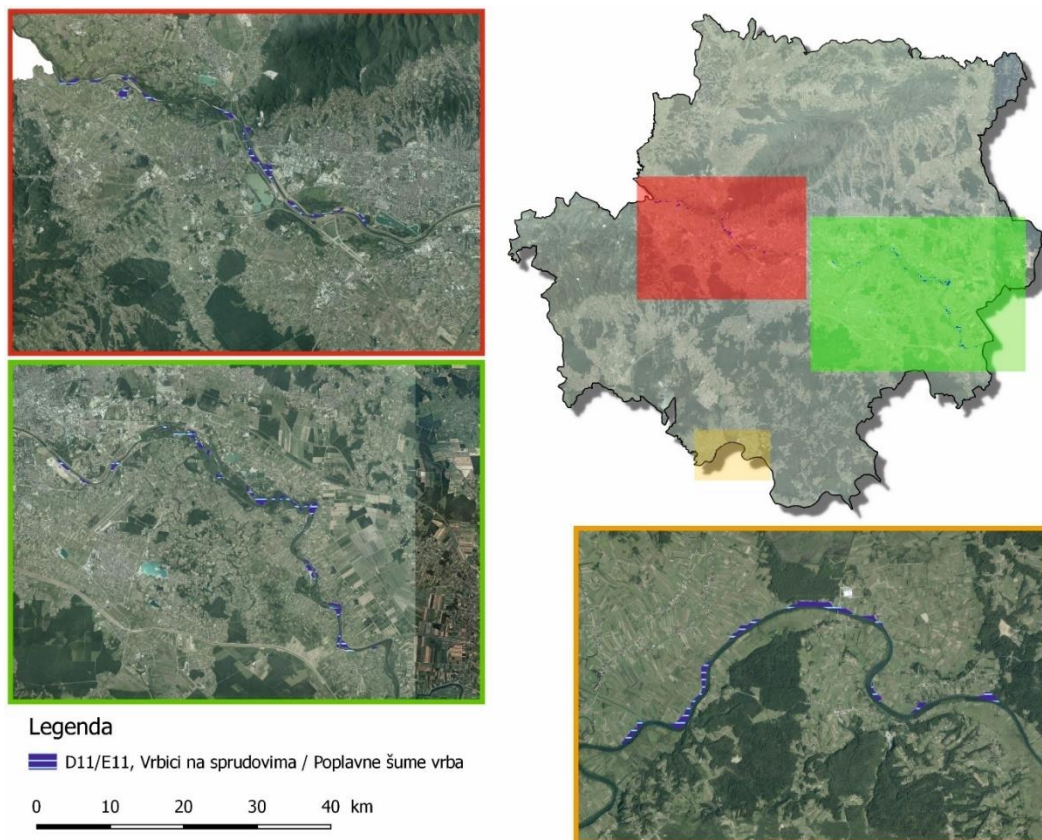 Legenda
D11/E11, Vrbici na sprudovima / Poplavne šume vrba
0 10 20 30 40 km